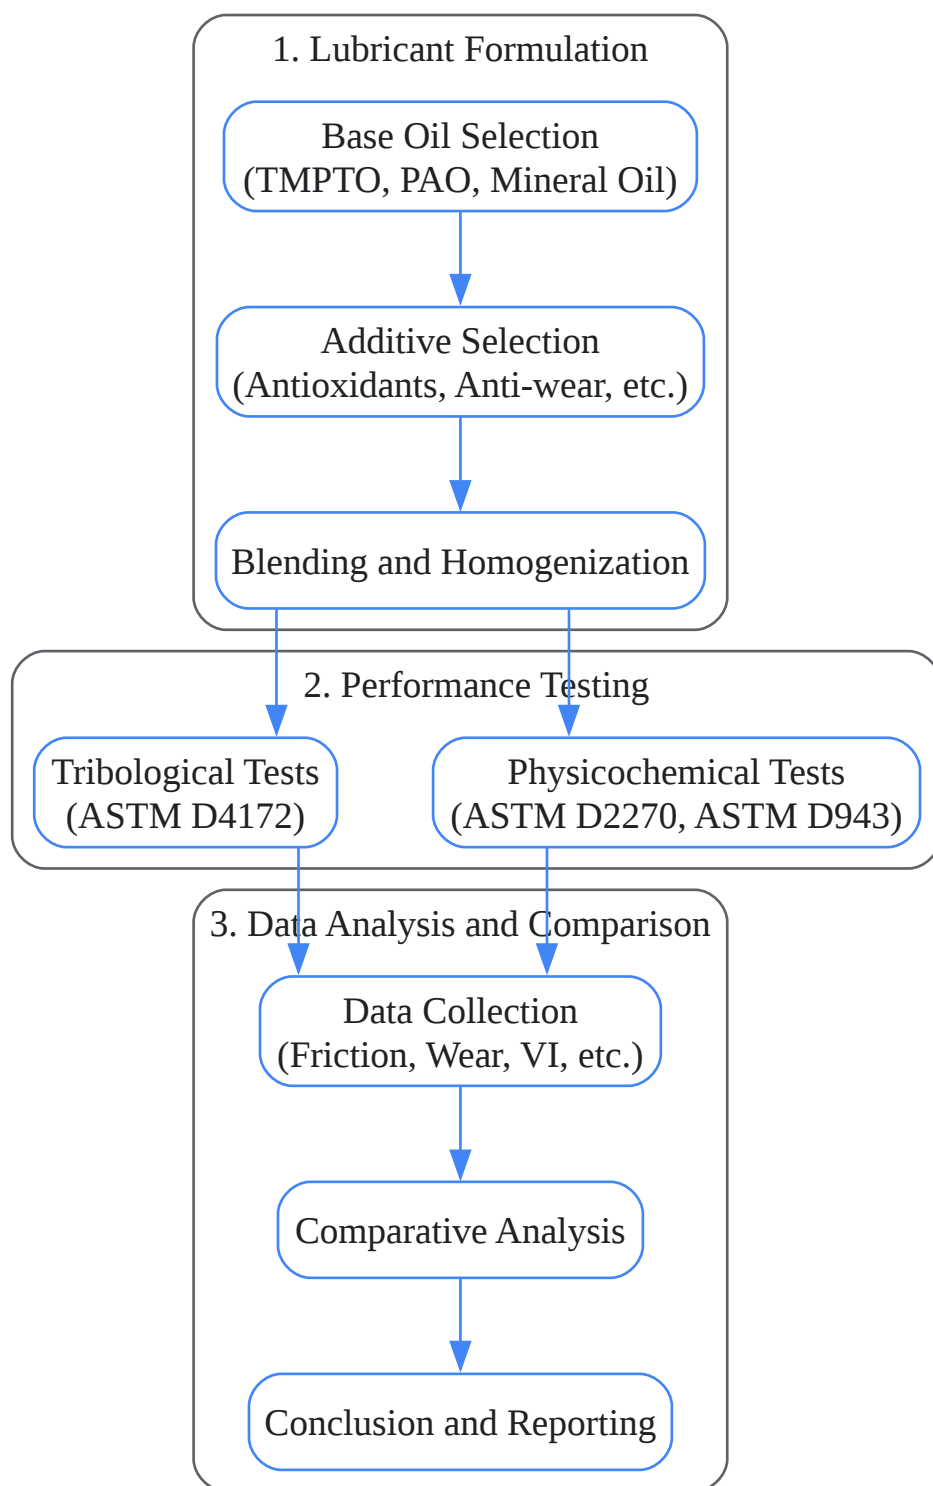 1. Lubricant Formulation
Base Oil Selection
(TMPTO, PAO, Mineral Oil)
Additive Selection
(Antioxidants, Anti-wear, etc.)
Blending and Homogenization
2. Performance Testing
Tribological Tests
(ASTM D4172)
Physicochemical Tests
(ASTM D2270, ASTM D943)
3. Data Analysis and Comparison
Data Collection
(Friction, Wear, VI, etc.)
Comparative Analysis
Conclusion and Reporting